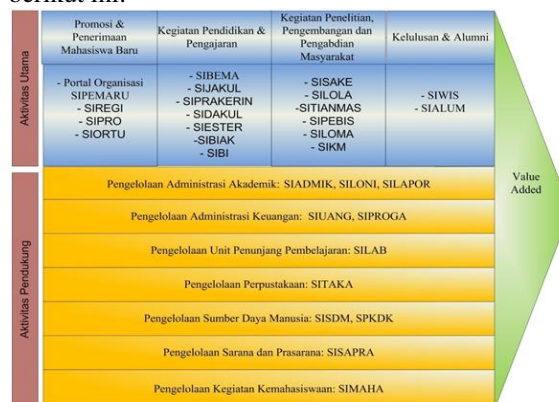 berikut ini:
Promosi &
Penerimaan
Mahasiswa Baru
Kegiatan Pendidikan &
Pengajaran
Kegiatan Penelitian,
Pengembangan dan
Pengabdian
Masyarakat
Kelulusan & Alumni
Aktivitas Utama
- Portal Organisasi
SIPEMARU
- SIREGI
- SIPRO
- SIORTU
- SIBEMA
- SIJAKUL
- SIPRAKERIN
- SIDAKUL
- SIESTER
-SIBIAK
- SIBI
- SISAKE
- SILOLA
-SITIANMAS
- SIPEBIS
- SILOMA
- SIKM
- SIWIS
- SIALUM
Value
Added
Aktivitas Pendukung
Pengelolaan Administrasi Akademik: SIADMIK, SILONI, SILAPOR
Pengelolaan Administrasi Keuangan: SIUANG, SIPROGA
Pengelolaan Unit Penunjang Pembelajaran: SILAB
Pengelolaan Perpustakaan: SITAKA
Pengelolaan Sumber Daya Manusia: SISDM, SPKDK
Pengelolaan Sarana dan Prasarana: SISAPRA
Pengelolaan Kegiatan Kemahasiswaan: SIMAHA